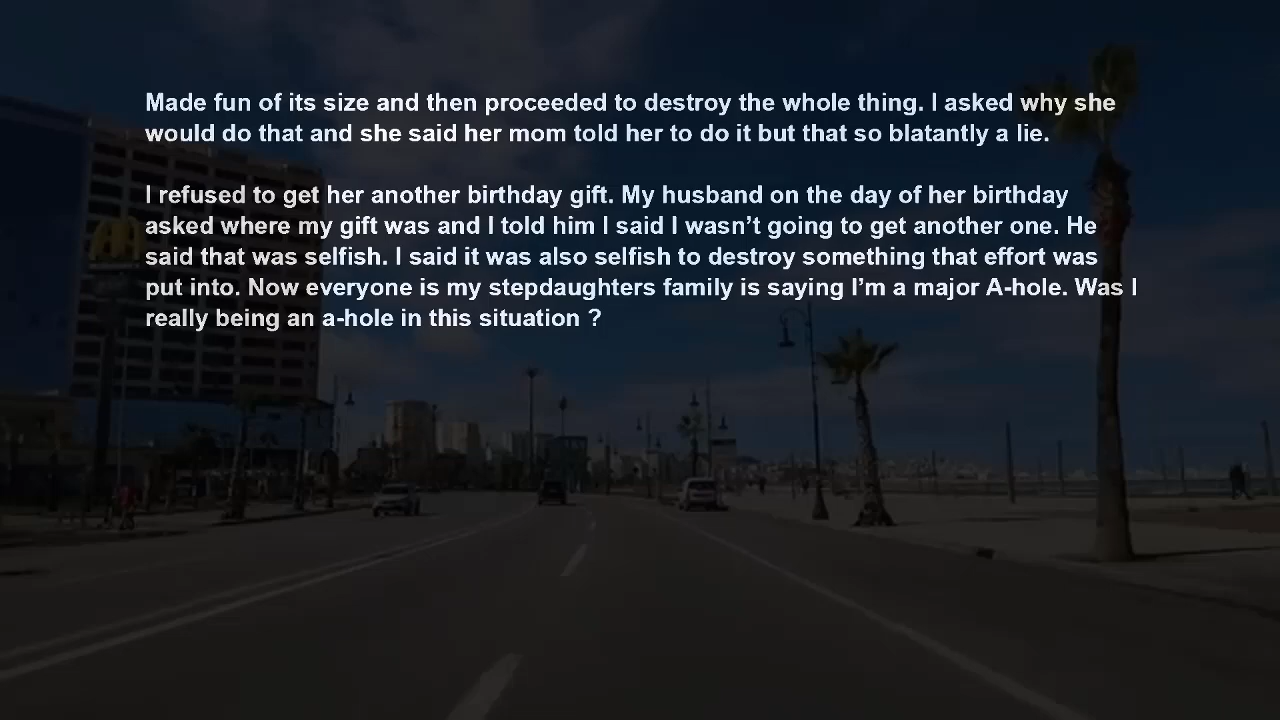 Made fun of its size and then proceeded to destroy the whole thing. I asked why she
would do that and she said her mom told her to do it but that so blatantly a lie.
I refused to get her another birthday gift. My husband on the day of her birthday
asked where my gift was and I told him I said I wasn’t going to get another one. He
said that was selfish. I said it was also selfish to destroy something that effort was
put into. Now everyone is my stepdaughters family is saying I’m a major A-hole. Was I
really being an a-hole in this situation ?